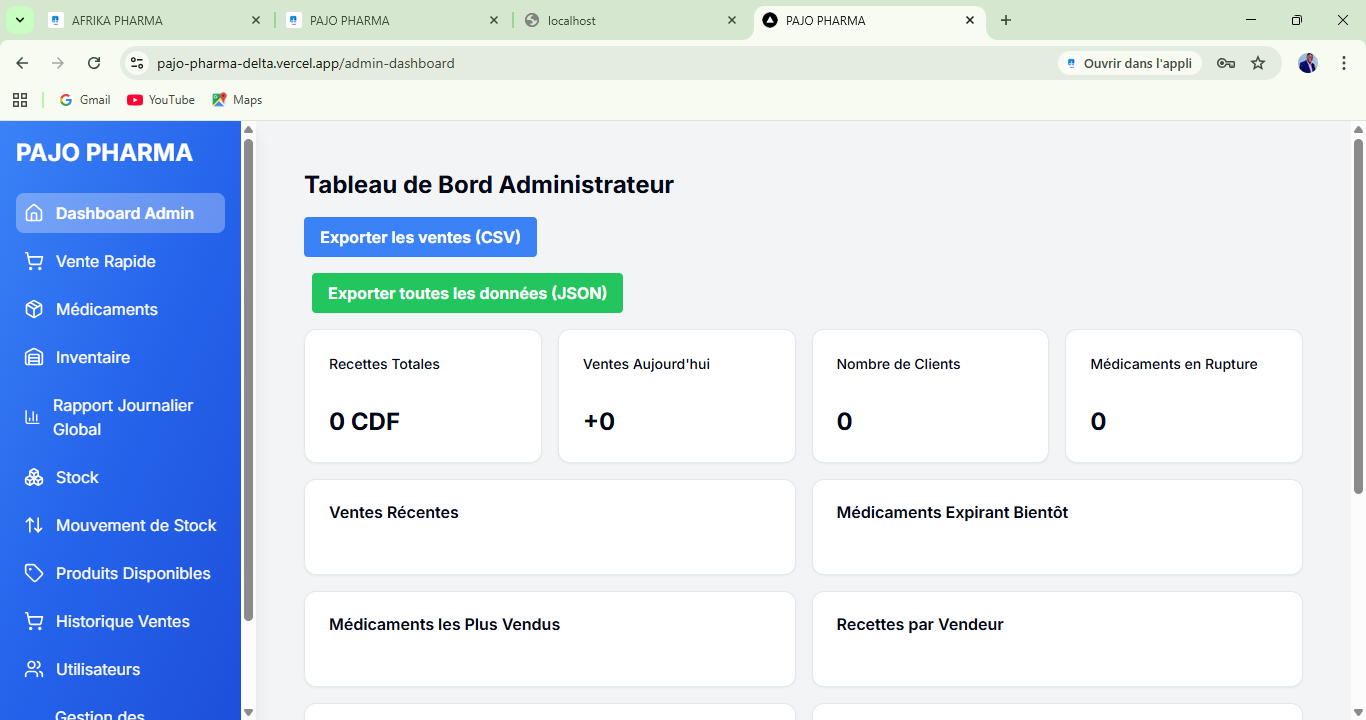 AFRIKA PHARMA
PAJO PHARMA
localhost
PAJO PHARMA
pajo-pharma-delta.vercel.app/admin-dashboard
Ouvrir dans l'appli
Gmail
YouTube
Maps
PAJO PHARMA
Dashboard Admin
Vente Rapide
Médicaments
Inventaire
Rapport Journalier
Global
Stock
Mouvement de Stock
Produits Disponibles
Historique Ventes
Utilisateurs
Gestion des
Tableau de Bord Administrateur
Exporter les ventes (CSV)
Exporter toutes les données (JSON)
Recettes Totales
0 CDF
Ventes Aujourd'hui
+0
Nombre de Clients
0
Médicaments en Rupture
0
Ventes Récentes
Médicaments Expirant Bientôt
Médicaments les Plus Vendus
Recettes par Vendeur